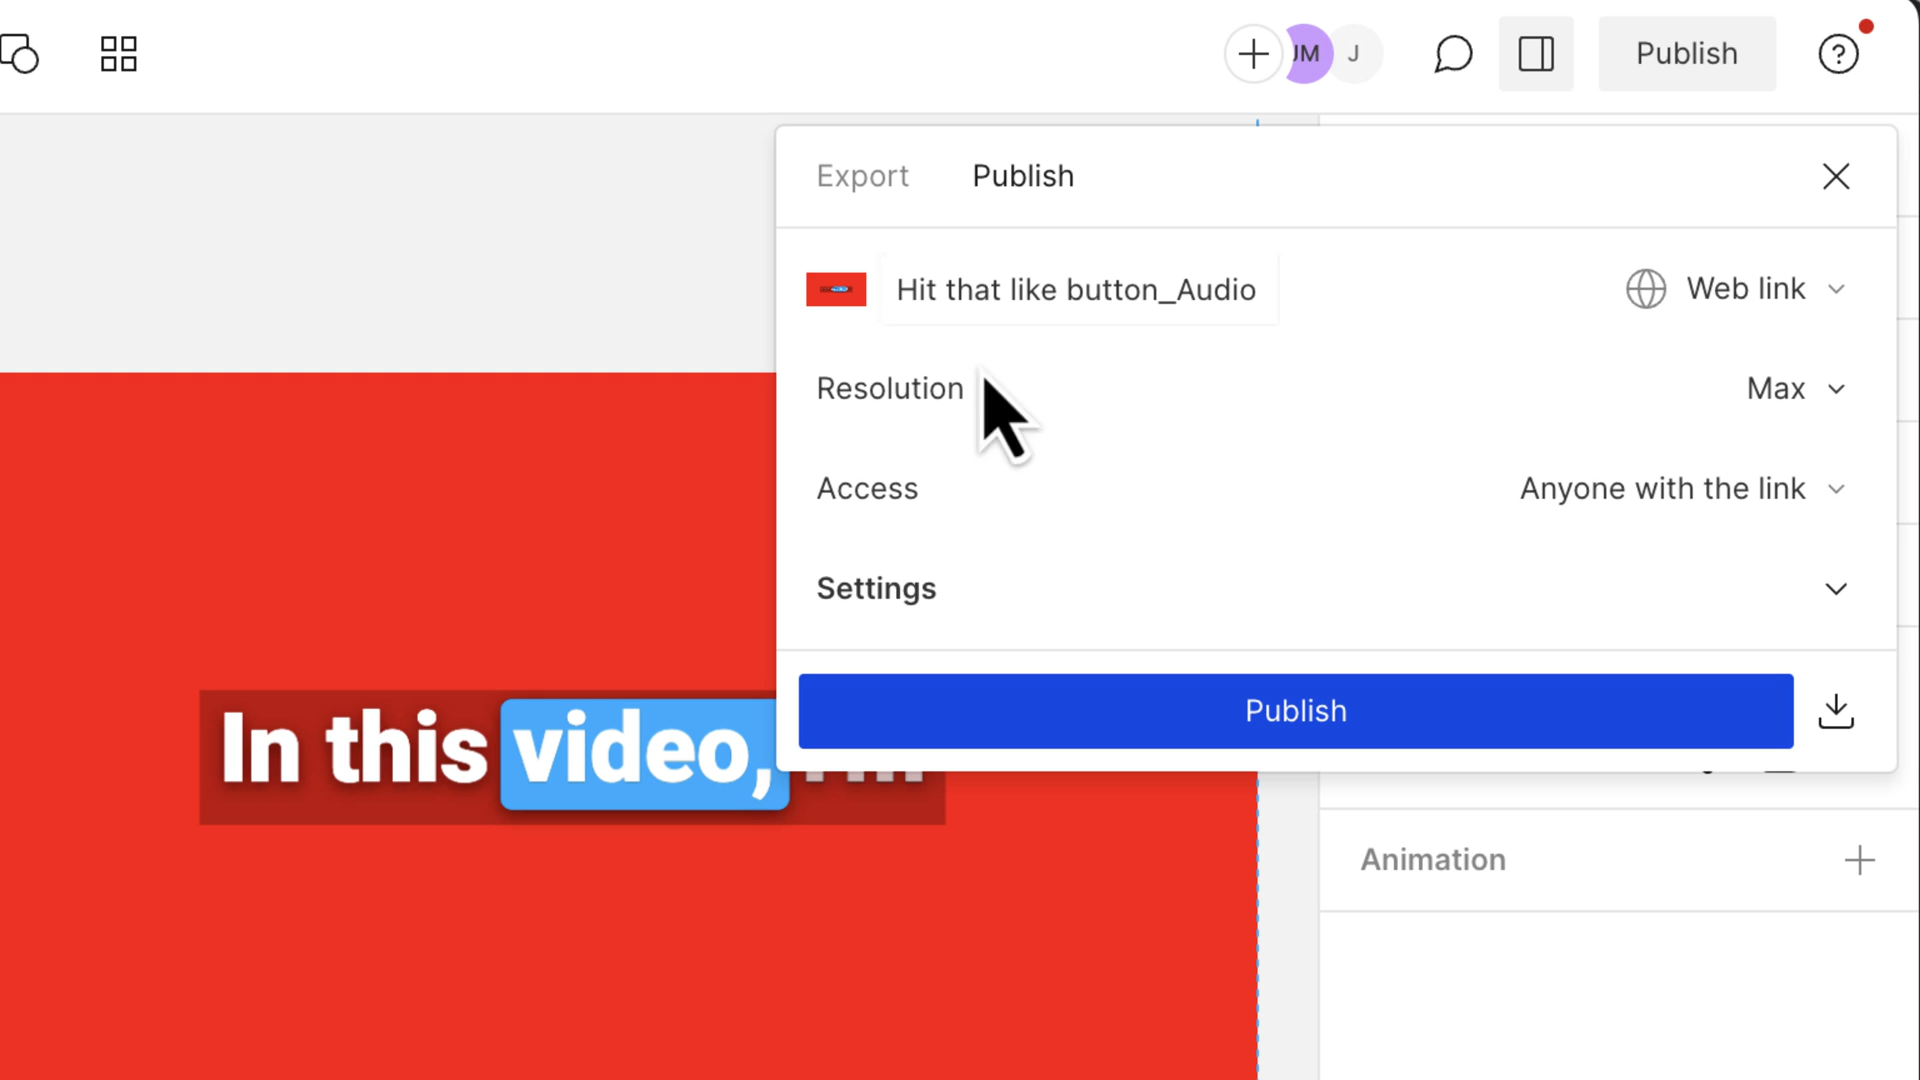 JM J Publish ?
Export Publish
Hit that like button_Audio Web link
Resolution Max
Access Anyone with the link
Settings
Publish
In this video,
Animation